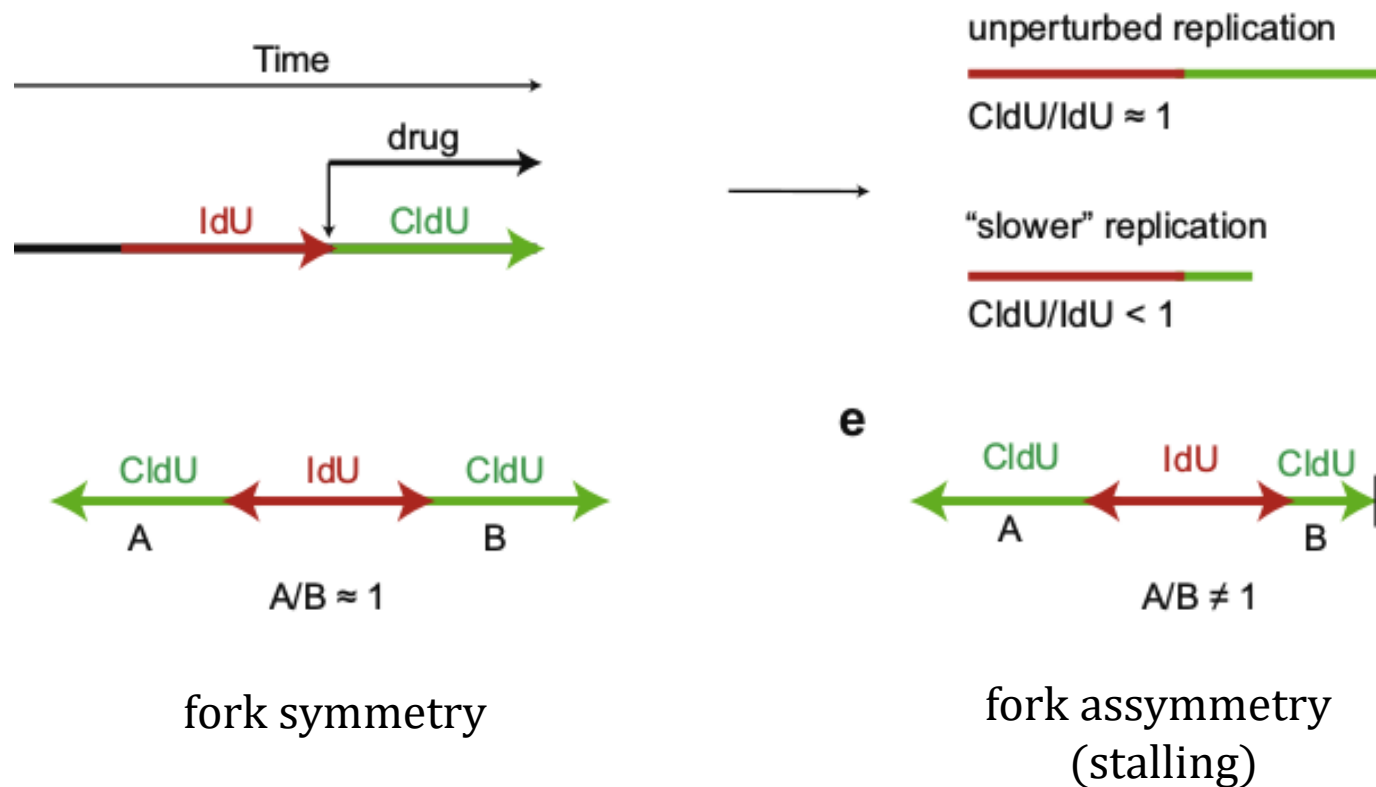 Time
drug
IdU CldU
unperturbed replication
CldU/IdU ≈ 1
“slower” replication
CldU/IdU < 1
CldU IdU CldU
A B
A/B ≈ 1
fork symmetry
e
CldU IdU CldU
A B
A/B ≠ 1
fork assymmetry
(stalling)